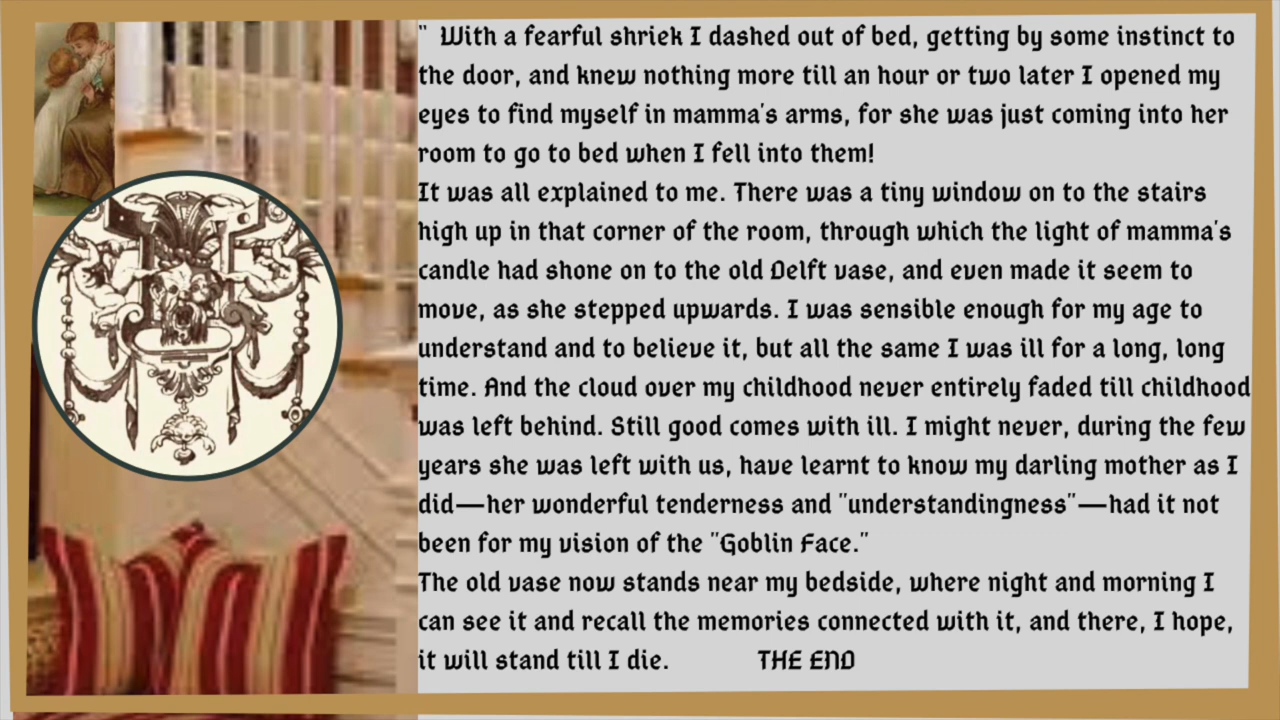 " With a fearful shriek I dashed out of bed, getting by some instinct to
the door, and knew nothing more till an hour or two later I opened my
eyes to find myself in mamma's arms, for she was just coming into her
room to go to bed when I fell into them!
It was all explained to me. There was a tiny window on to the stairs
high up in that corner of the room, through which the light of mamma's
candle had shone on to the old Delft vase, and even made it seem to
move, as she stepped upwards. I was sensible enough for my age to
understand and to believe it, but all the same I was ill for a long, long
time. And the cloud over my childhood never entirely faded till childhood
was left behind. Still good comes with ill. I might never, during the few
years she was left with us, have learnt to know my darling mother as I
did—her wonderful tenderness and "understandingness"—had it not
been for my vision of the "Goblin Face."
The old vase now stands near my bedside, where night and morning I
can see it and recall the memories connected with it, and there, I hope,
it will stand till I die. THE END